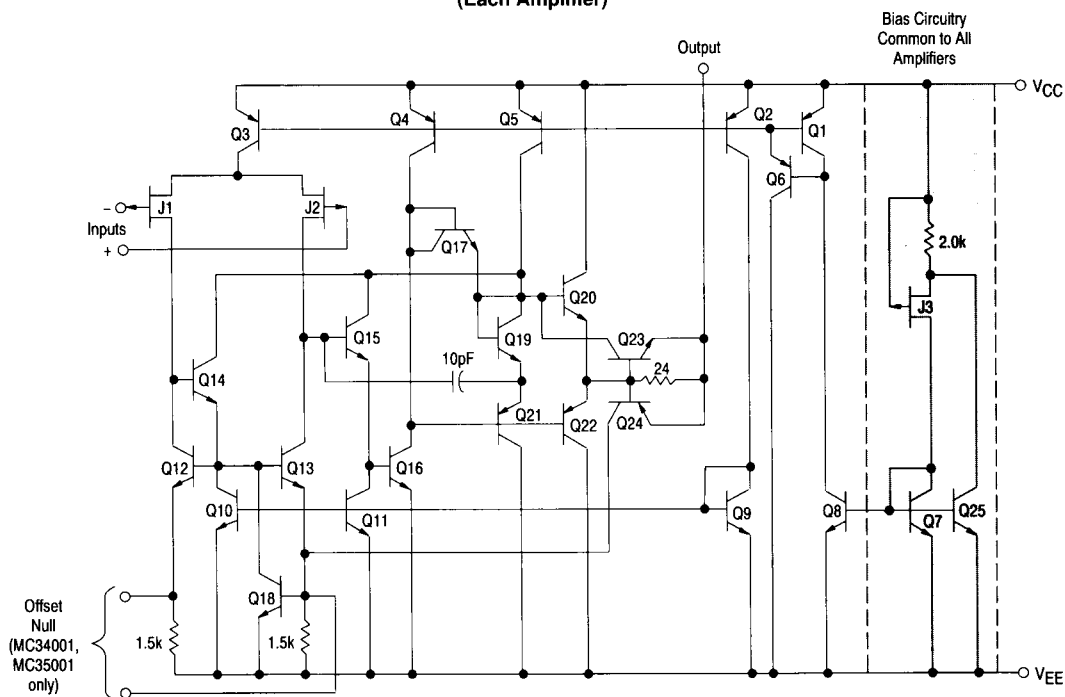 (Each Amplifier)
Bias Circuitry
Common to All
Amplifiers
Output
VCC
Q3
Q4
Q5
Q2
Q1
Q6
–
J1
J2
Inputs
+
Q17
2.0k
J3
Q20
Q15
Q19
Q23
10pF
24
Q14
Q21
Q22
Q24
Q12
Q13
Q16
Q10
Q11
Q9
Q8
Q7
Q25
Offset
Null
(MC34001,
MC35001
only)
Q18
1.5k
1.5k
VEE